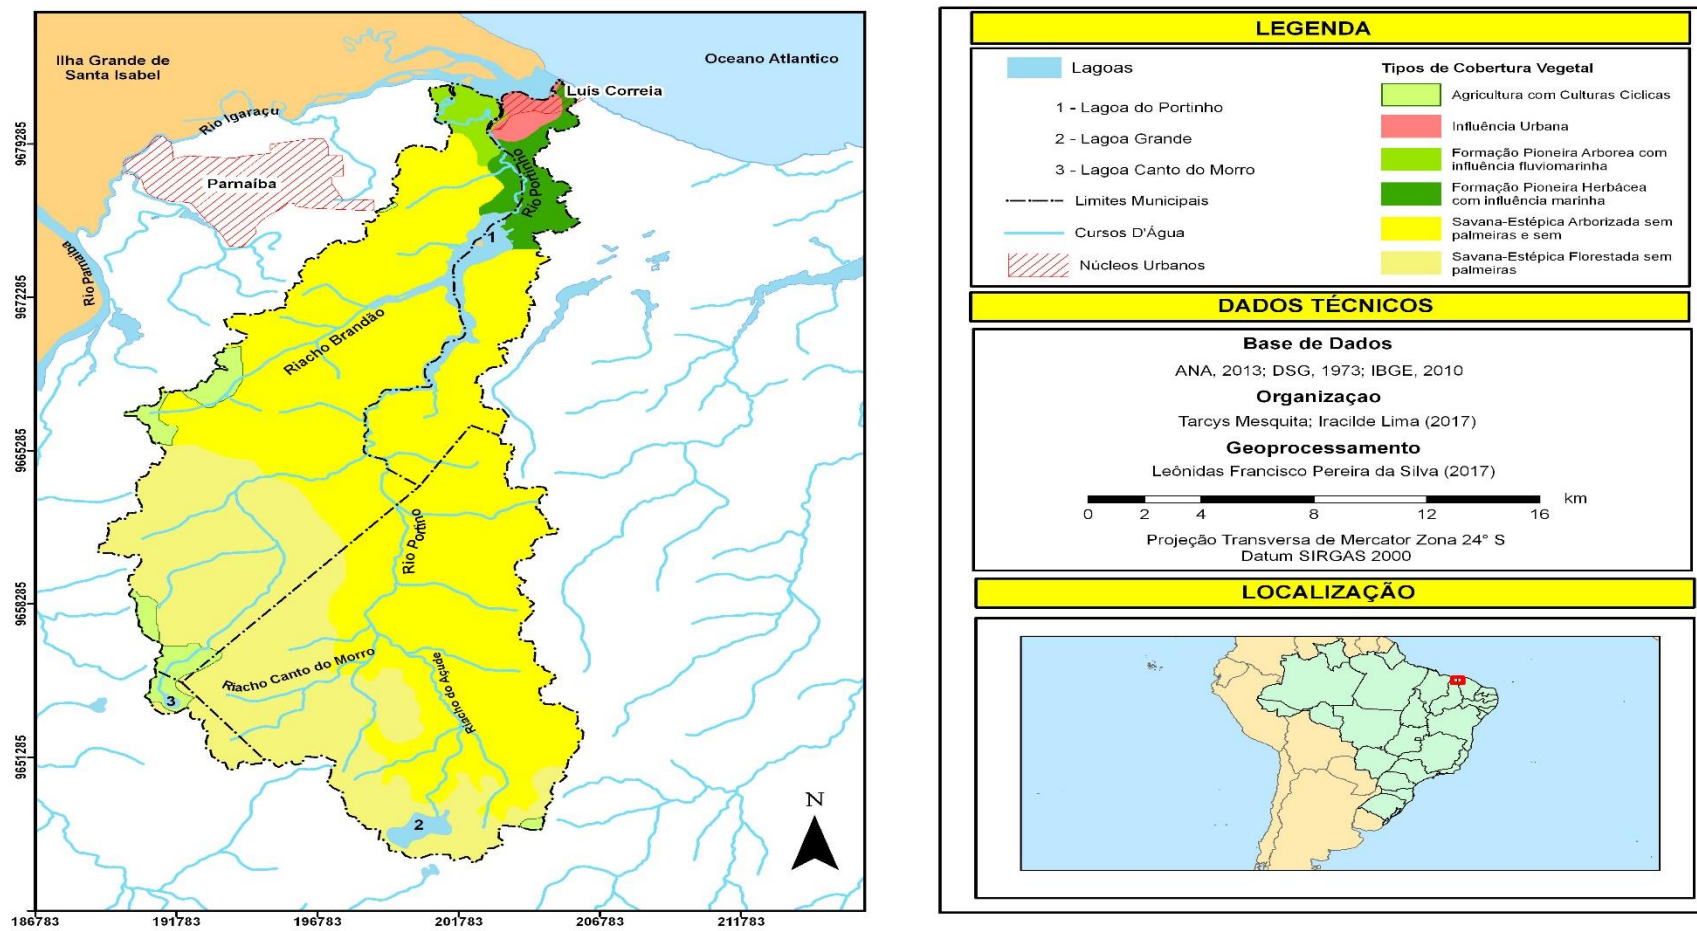 Ilha Grande de
Santa Isabel
Oceano Atlantico
Luis Correia
Rio Igaraçu
Parnaíba
Rio Portinho
1
Rio Parnaíba
Riacho Brandão
Rio Portino
Riacho Canto do Morro
Riacho do Açude
3
2
N
9679285
9672285
9665285
9658285
9651285
186783
191783
196783
201783
206783
211783
LEGENDA
Lagoas
1 - Lagoa do Portinho
2 - Lagoa Grande
3 - Lagoa Canto do Morro
Limites Municipais
Cursos D'Água
Núcleos Urbanos
Tipos de Cobertura Vegetal
Agricultura com Culturas Cíclicas
Influência Urbana
Formação Pioneira Arborea com
influência fluviomarinha
Formação Pioneira Herbácea
com influência marinha
Savana-Estépica Arborizada sem
palmeiras e sem
Savana-Estépica Florestada sem
palmeiras
DADOS TÉCNICOS
Base de Dados
ANA, 2013; DSG, 1973; IBGE, 2010
Organizaçao
Tarcys Mesquita; Iracilde Lima (2017)
Geoprocessamento
Leônidas Francisco Pereira da Silva (2017)
km
0 2 4 8 12 16
Projeção Transversa de Mercator Zona 24° S
Datum SIRGAS 2000
LOCALIZAÇÃO